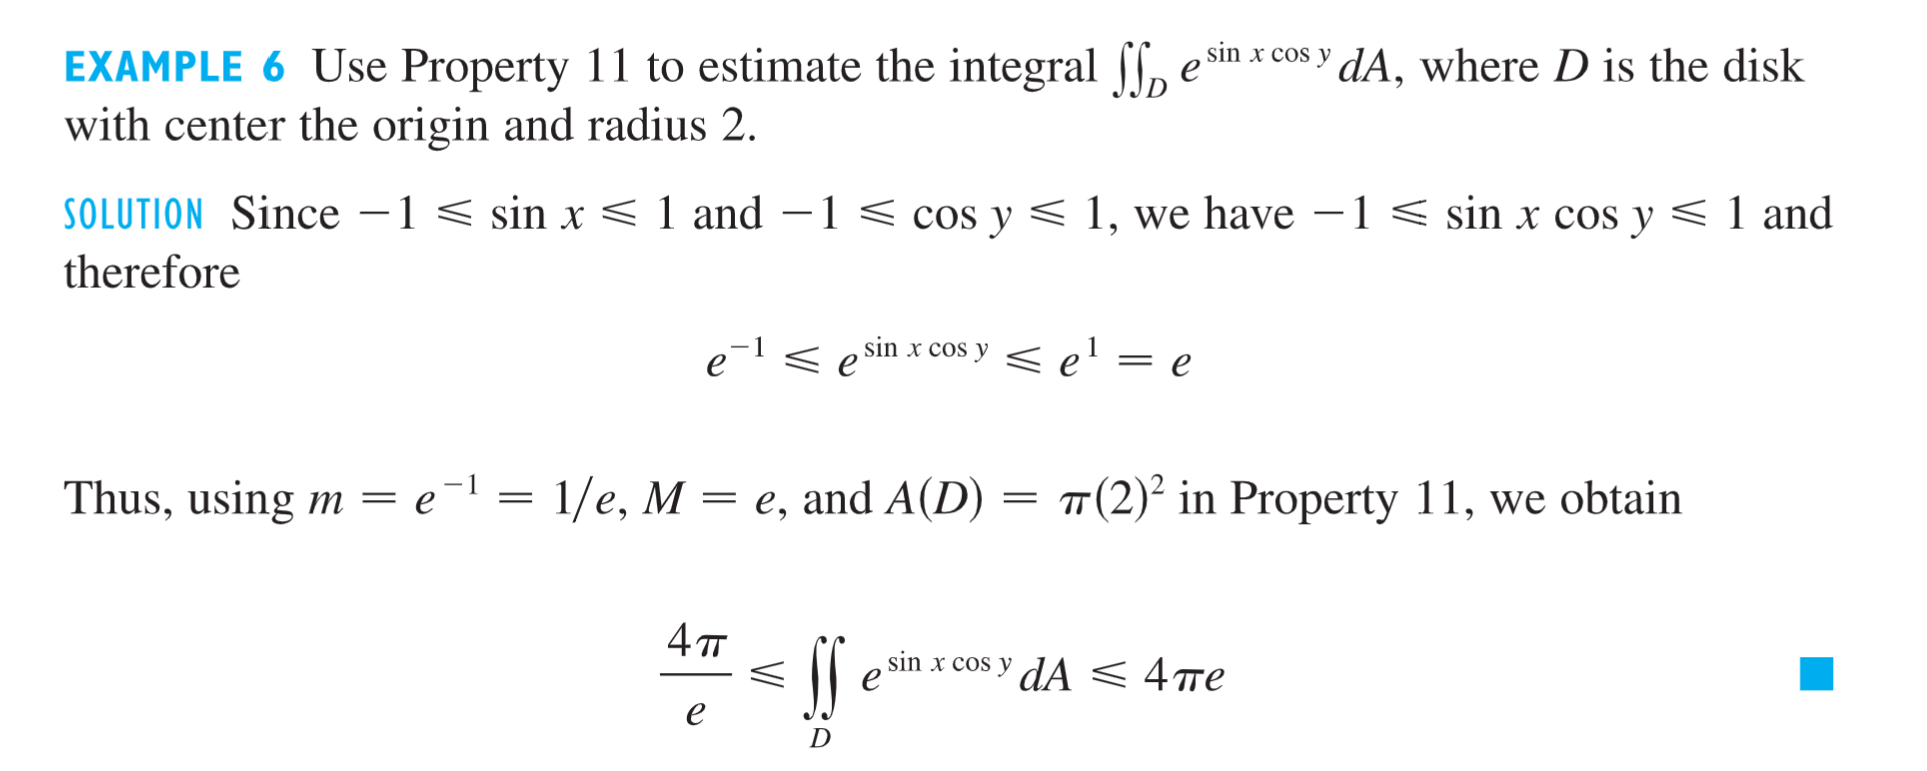 EXAMPLE 6 Use Property 11 to estimate the integral ∬_D e^{sin x cos y} dA, where D is the disk
with center the origin and radius 2.
SOLUTION Since −1 ⩽ sin x ⩽ 1 and −1 ⩽ cos y ⩽ 1, we have −1 ⩽ sin x cos y ⩽ 1 and
therefore
e^{−1} ⩽ e^{sin x cos y} ⩽ e^1 = e
Thus, using m = e^{−1} = 1/e, M = e, and A(D) = π(2)^2 in Property 11, we obtain
\frac{4π}{e} ⩽ ∬_D e^{sin x cos y} dA ⩽ 4πe